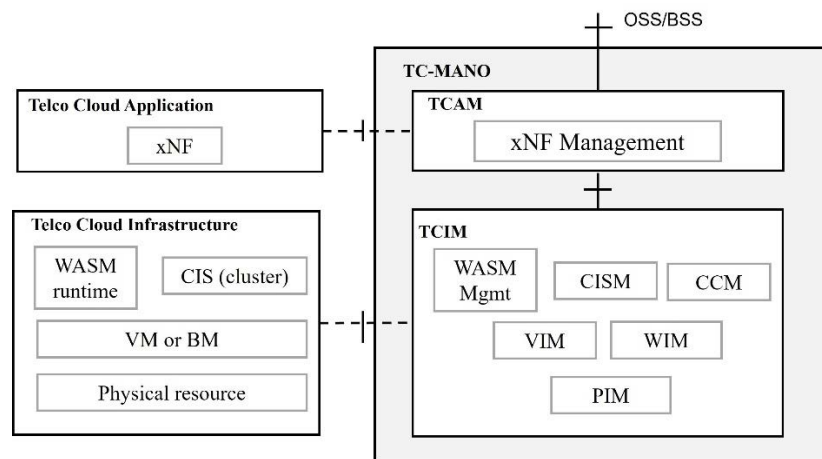 OSS/BSS
TC-MANO
Telco Cloud Application
xNF
TCAM
xNF Management
Telco Cloud Infrastructure
WASM
runtime
CIS (cluster)
VM or BM
Physical resource
TCIM
WASM
Mgmt
CISM
CCM
VIM
WIM
PIM